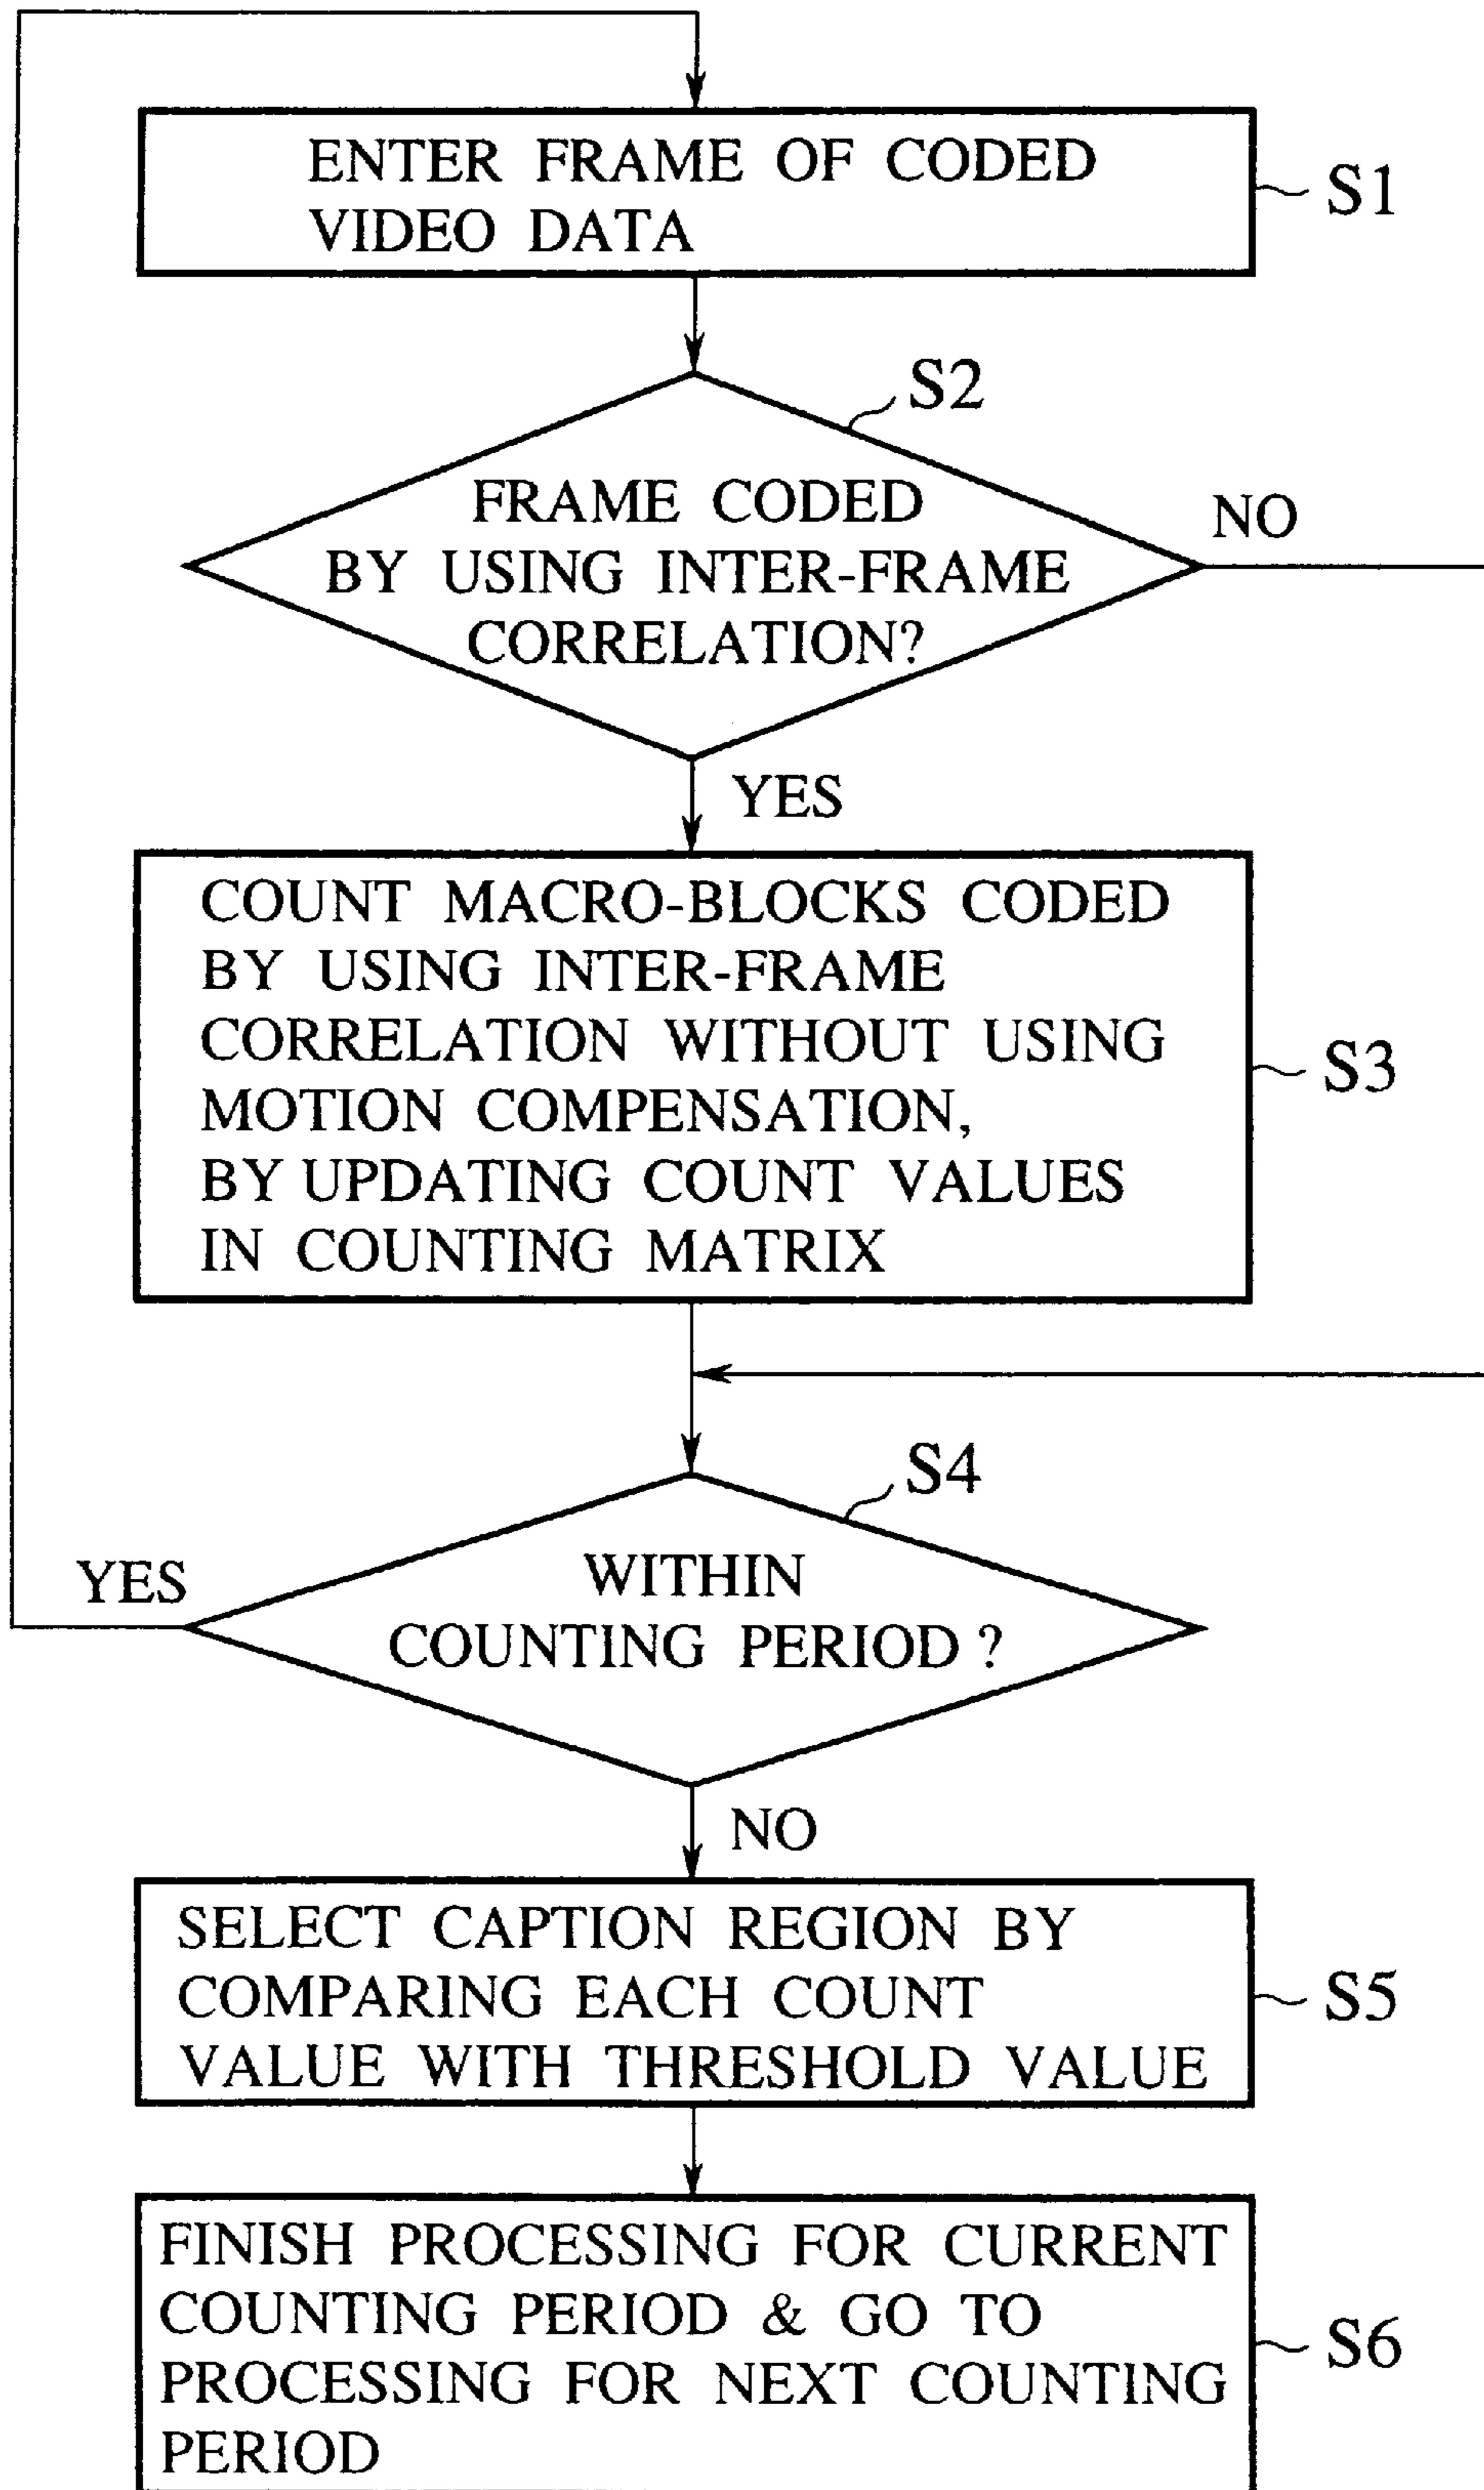 ENTER FRAME OF CODED
VIDEO DATA
S1
S2
FRAME CODED
BY USING INTER-FRAME
CORRELATION?
NO
YES
COUNT MACRO-BLOCKS CODED
BY USING INTER-FRAME
CORRELATION WITHOUT USING
MOTION COMPENSATION,
BY UPDATING COUNT VALUES
IN COUNTING MATRIX
S3
S4
WITHIN
COUNTING PERIOD ?
YES
NO
SELECT CAPTION REGION BY
COMPARING EACH COUNT
VALUE WITH THRESHOLD VALUE
S5
FINISH PROCESSING FOR CURRENT
COUNTING PERIOD & GO TO
PROCESSING FOR NEXT COUNTING
PERIOD
S6